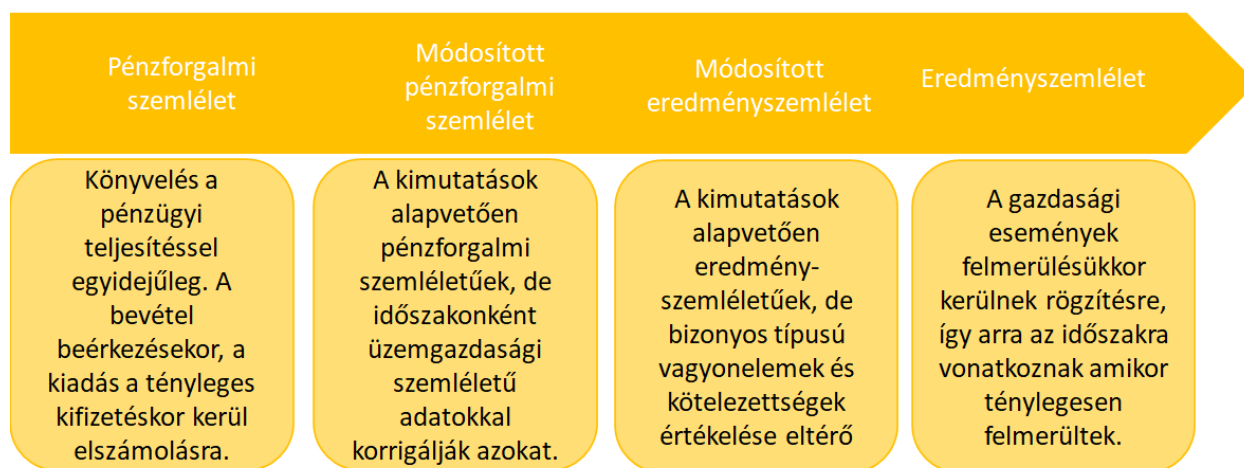 Pénzforgalmi
szemlélet
Módosított
pénzforgalmi
szemlélet
Módosított
eredményszemlélet
Eredményszemlélet
Könyvelés a
pénzügyi
teljesítéssel
egyidejűleg. A
bevétel
beérkezésekor, a
kiadás a tényleges
kifizetéskor kerül
elszámolásra.
A kimutatások
alapvetően
pénzforgalmi
szemléletűek, de
időszakonként
üzemgazdasági
szemléletű
adatokkal
korrigálják azokat.
A kimutatások
alapvetően
eredmény-
szemléletűek, de
bizonyos típusú
vagyonelemek és
kötelezettségek
értékelése eltérő
A gazdasági
események
felmerülésükkor
kerülnek rögzítésre,
így arra az időszakra
vonatkoznak amikor
ténylegesen
felmerültek.